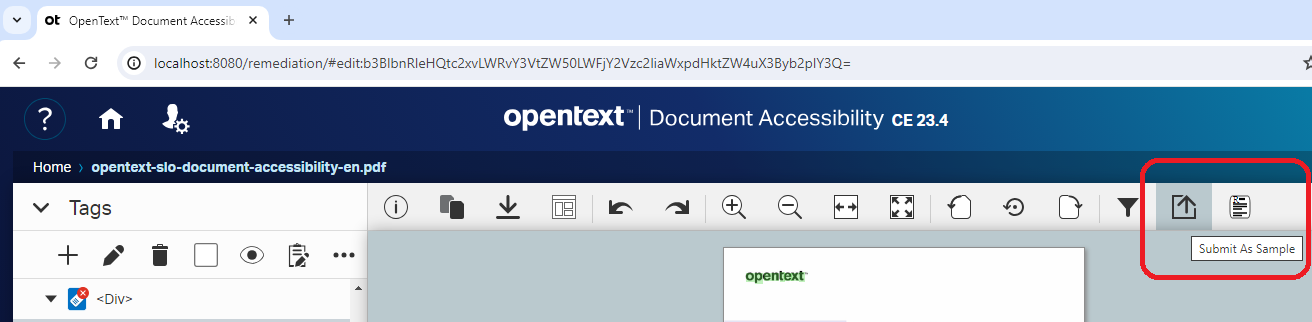 OpenText™ Document Accessib
localhost:8080/remediation/#edit:b3BlbnRleHQtc2xvLWRvY3VtZW50LWFjY2Vzc2liaWxpdHktZW4uX3Byb2plY3Q=
opentext™ | Document Accessibility CE 23.4
Home › opentext-slo-document-accessibility-en.pdf
Tags
Submit As Sample
opentext™
<Div>